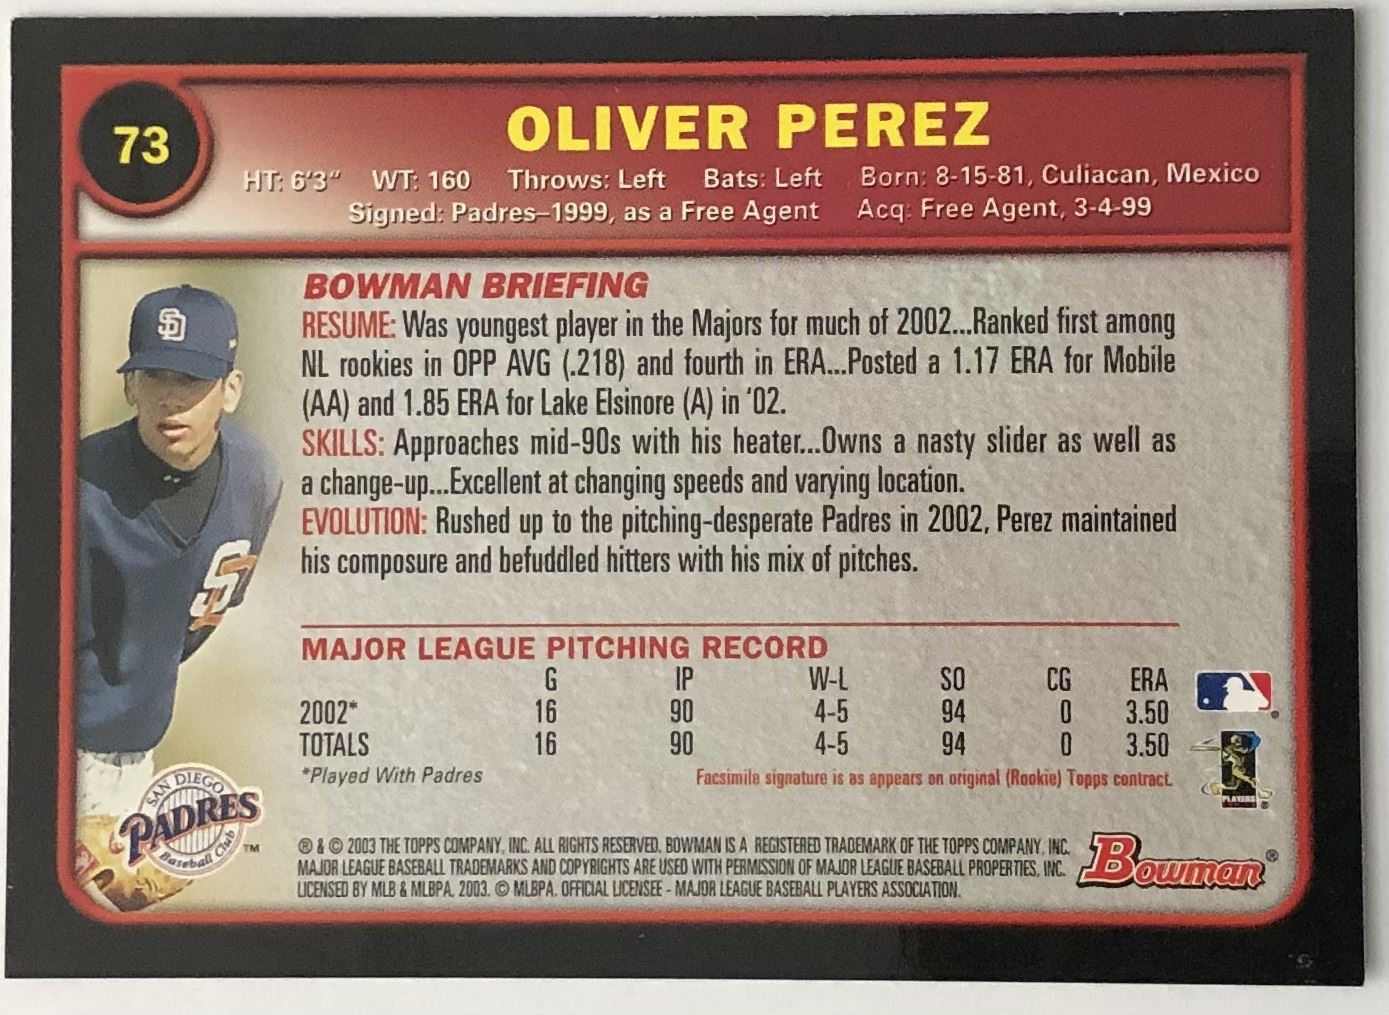 73
OLIVER PEREZ
HT: 6'3" WT: 160 Throws: Left Bats: Left Born: 8-15-81, Culiacan, Mexico
Signed: Padres–1999, as a Free Agent Acq: Free Agent, 3-4-99
BOWMAN BRIEFING
RESUME: Was youngest player in the Majors for much of 2002...Ranked first among
NL rookies in OPP AVG (.218) and fourth in ERA...Posted a 1.17 ERA for Mobile
(AA) and 1.85 ERA for Lake Elsinore (A) in '02.
SKILLS: Approaches mid-90s with his heater...Owns a nasty slider as well as
a change-up...Excellent at changing speeds and varying location.
EVOLUTION: Rushed up to the pitching-desperate Padres in 2002, Perez maintained
his composure and befuddled hitters with his mix of pitches.
SD
SD
MAJOR LEAGUE PITCHING RECORD
G IP W-L SO CG ERA
2002* 16 90 4-5 94 0 3.50
TOTALS 16 90 4-5 94 0 3.50
*Played With Padres Facsimile signature is as appears on original (Rookie) Topps contract.
PLAYERS ®
SAN DIEGO
PADRES
Baseball Club ™
® & © 2003 THE TOPPS COMPANY, INC. ALL RIGHTS RESERVED. BOWMAN IS A REGISTERED TRADEMARK OF THE TOPPS COMPANY, INC.
MAJOR LEAGUE BASEBALL TRADEMARKS AND COPYRIGHTS ARE USED WITH PERMISSION OF MAJOR LEAGUE BASEBALL PROPERTIES, INC.
LICENSED BY MLB & MLBPA, 2003. © MLBPA. OFFICIAL LICENSEE - MAJOR LEAGUE BASEBALL PLAYERS ASSOCIATION.
Bowman®